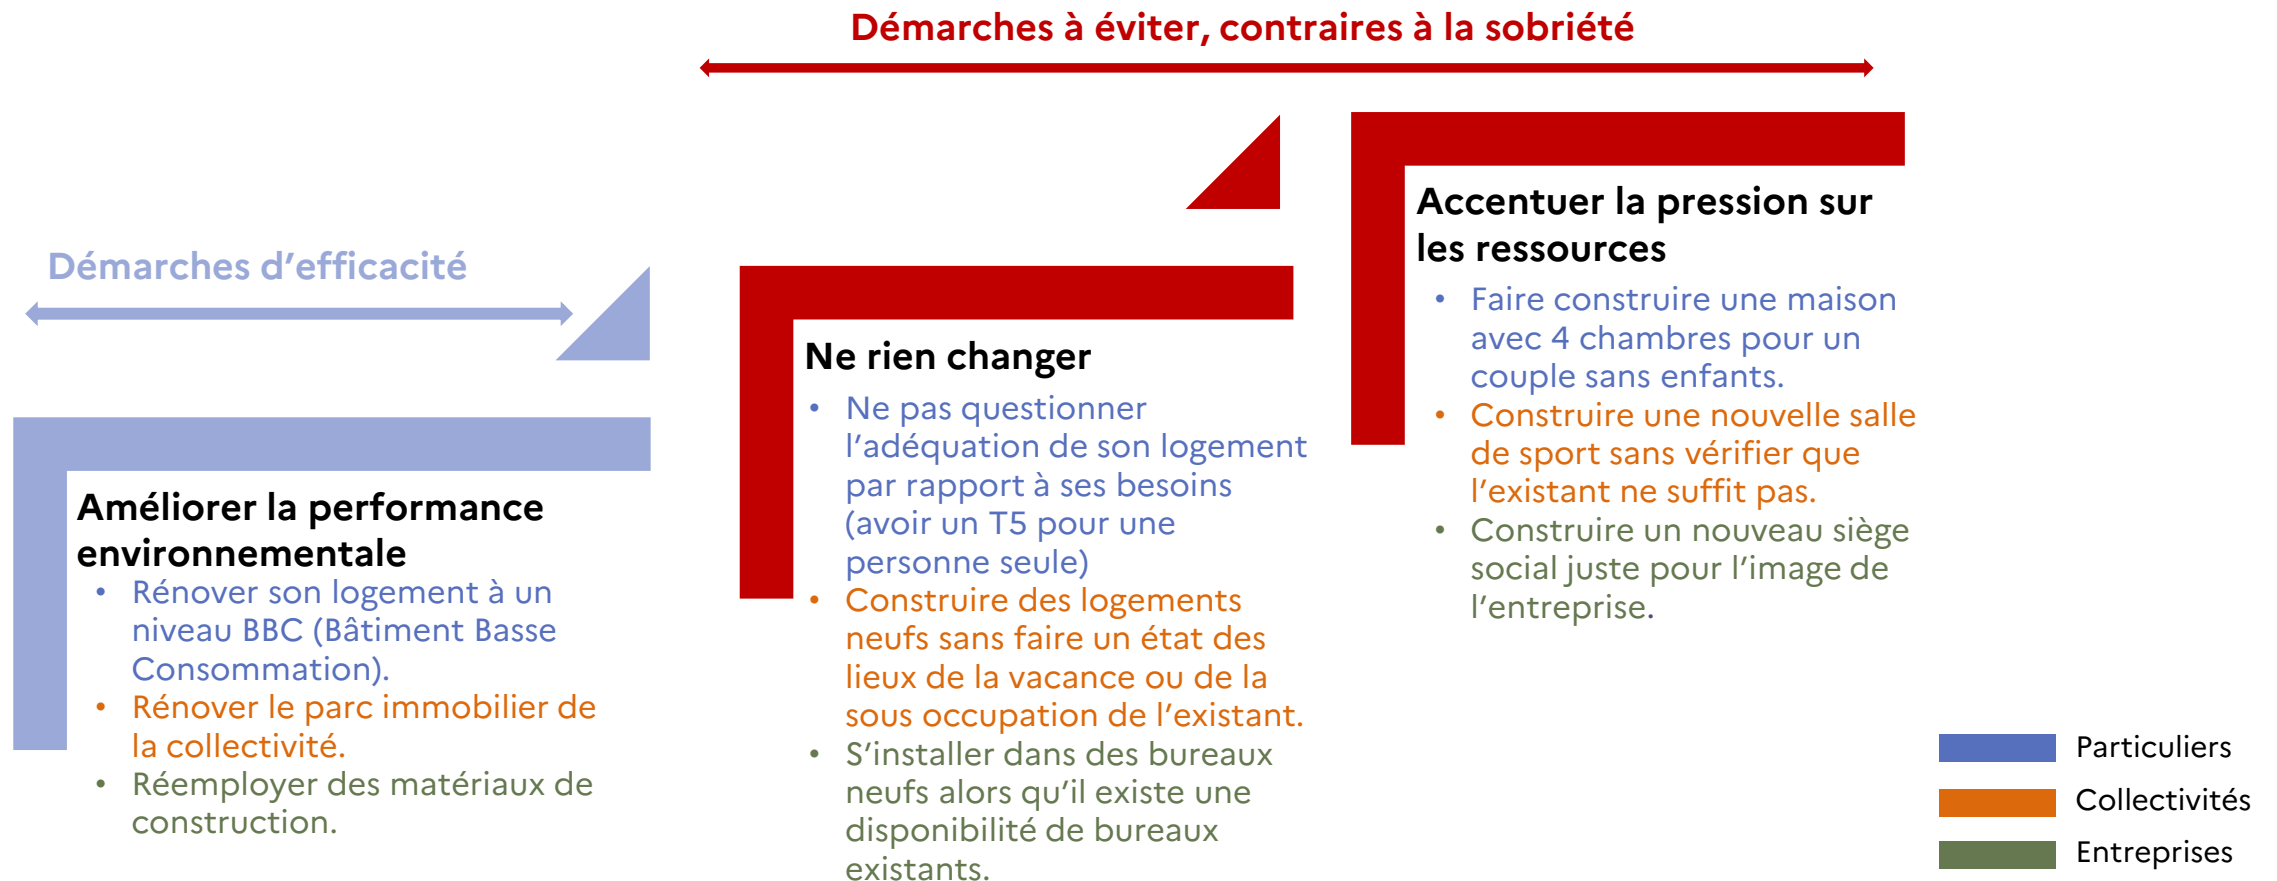 Démarches à éviter, contraires à la sobriété
Démarches d’efficacité
Améliorer la performance
environnementale
• Rénover son logement à un
niveau BBC (Bâtiment Basse
Consommation).
• Rénover le parc immobilier de
la collectivité.
• Réemployer des matériaux de
construction.
Ne rien changer
• Ne pas questionner
l’adéquation de son logement
par rapport à ses besoins
(avoir un T5 pour une
personne seule)
• Construire des logements
neufs sans faire un état des
lieux de la vacance ou de la
sous occupation de l’existant.
• S’installer dans des bureaux
neufs alors qu’il existe une
disponibilité de bureaux
existants.
Accentuer la pression sur
les ressources
• Faire construire une maison
avec 4 chambres pour un
couple sans enfants.
• Construire une nouvelle salle
de sport sans vérifier que
l’existant ne suffit pas.
• Construire un nouveau siège
social juste pour l’image de
l’entreprise.
Particuliers
Collectivités
Entreprises